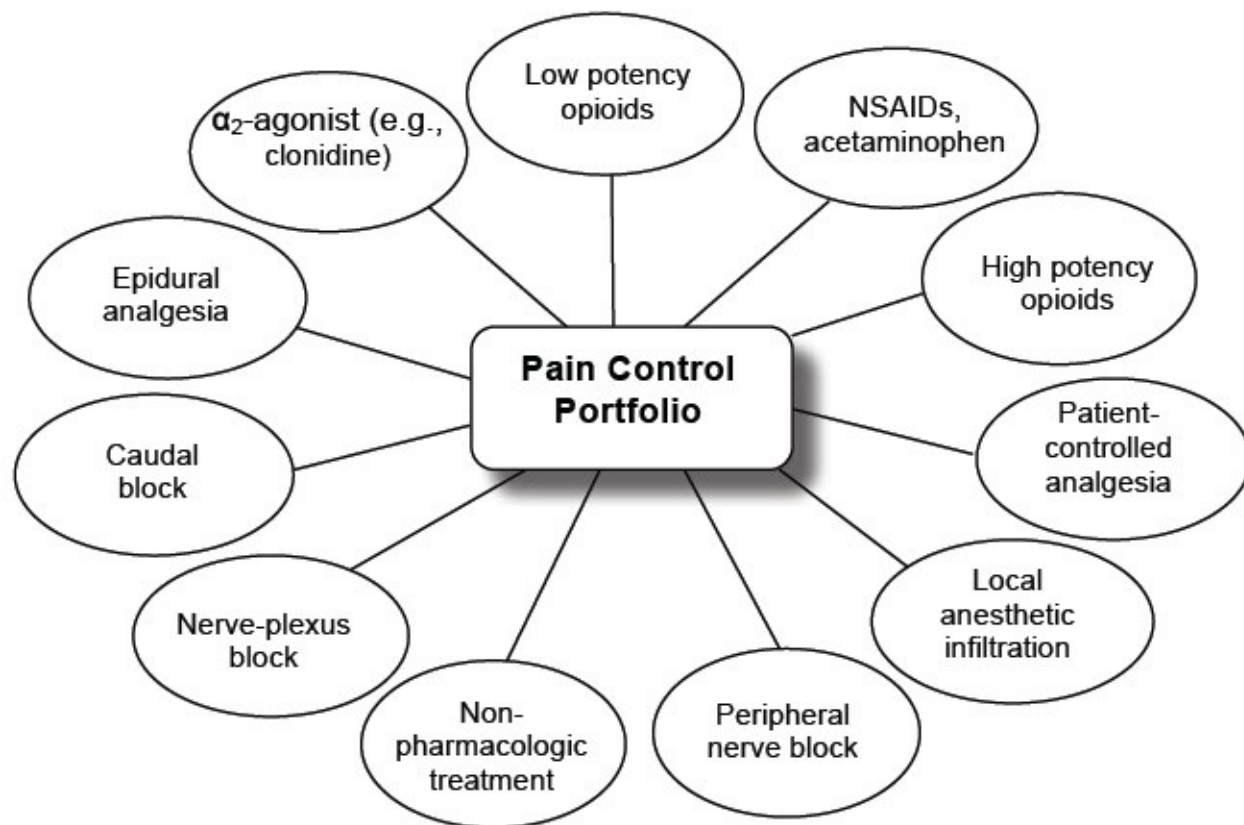 Low potency
opioids
NSAIDs,
acetaminophen
α₂-agonist (e.g.,
clonidine)
High potency
opioids
Epidural
analgesia
Pain Control
Portfolio
Patient-
controlled
analgesia
Caudal
block
Local
anesthetic
infiltration
Nerve-plexus
block
Non-
pharmacologic
treatment
Peripheral
nerve block